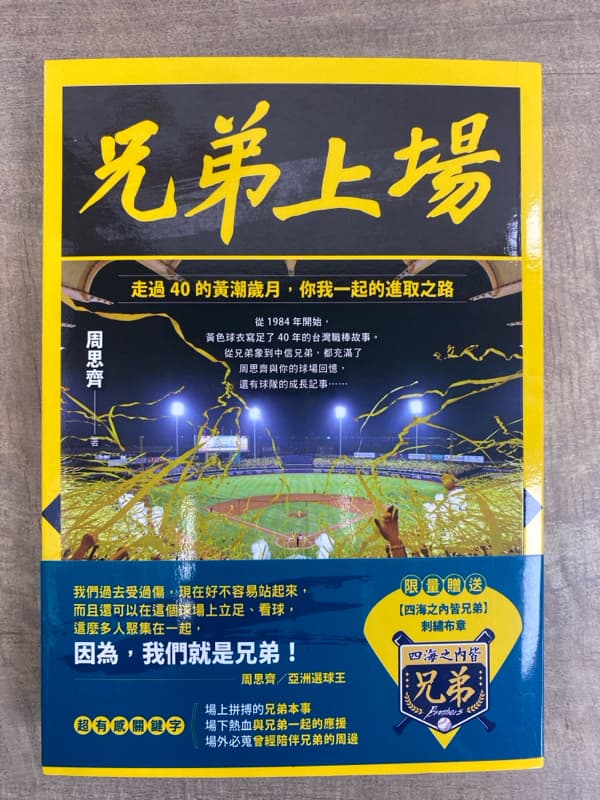 兄弟上場
走過 40 的黃潮歲月，你我一起的進取之路
從 1984 年開始，
黃色球衣寫足了 40 年的台灣職棒故事。
從兄弟象到中信兄弟，都充滿了
周思齊與你的球場回憶，
還有球隊的成長記事……
周思齊 著
我們過去受過傷，現在好不容易站起來，
而且還可以在這個球場上立足、看球，
這麼多人聚集在一起，
因為，我們就是兄弟！
周思齊／亞洲選球王
超有感關鍵字
場上拼搏的兄弟本事
場下熱血與兄弟一起的應援
場外必蒐曾經陪伴兄弟的周邊
限量贈送
【四海之內皆兄弟】
刺繡布章
四海之內皆
兄弟
Brothers